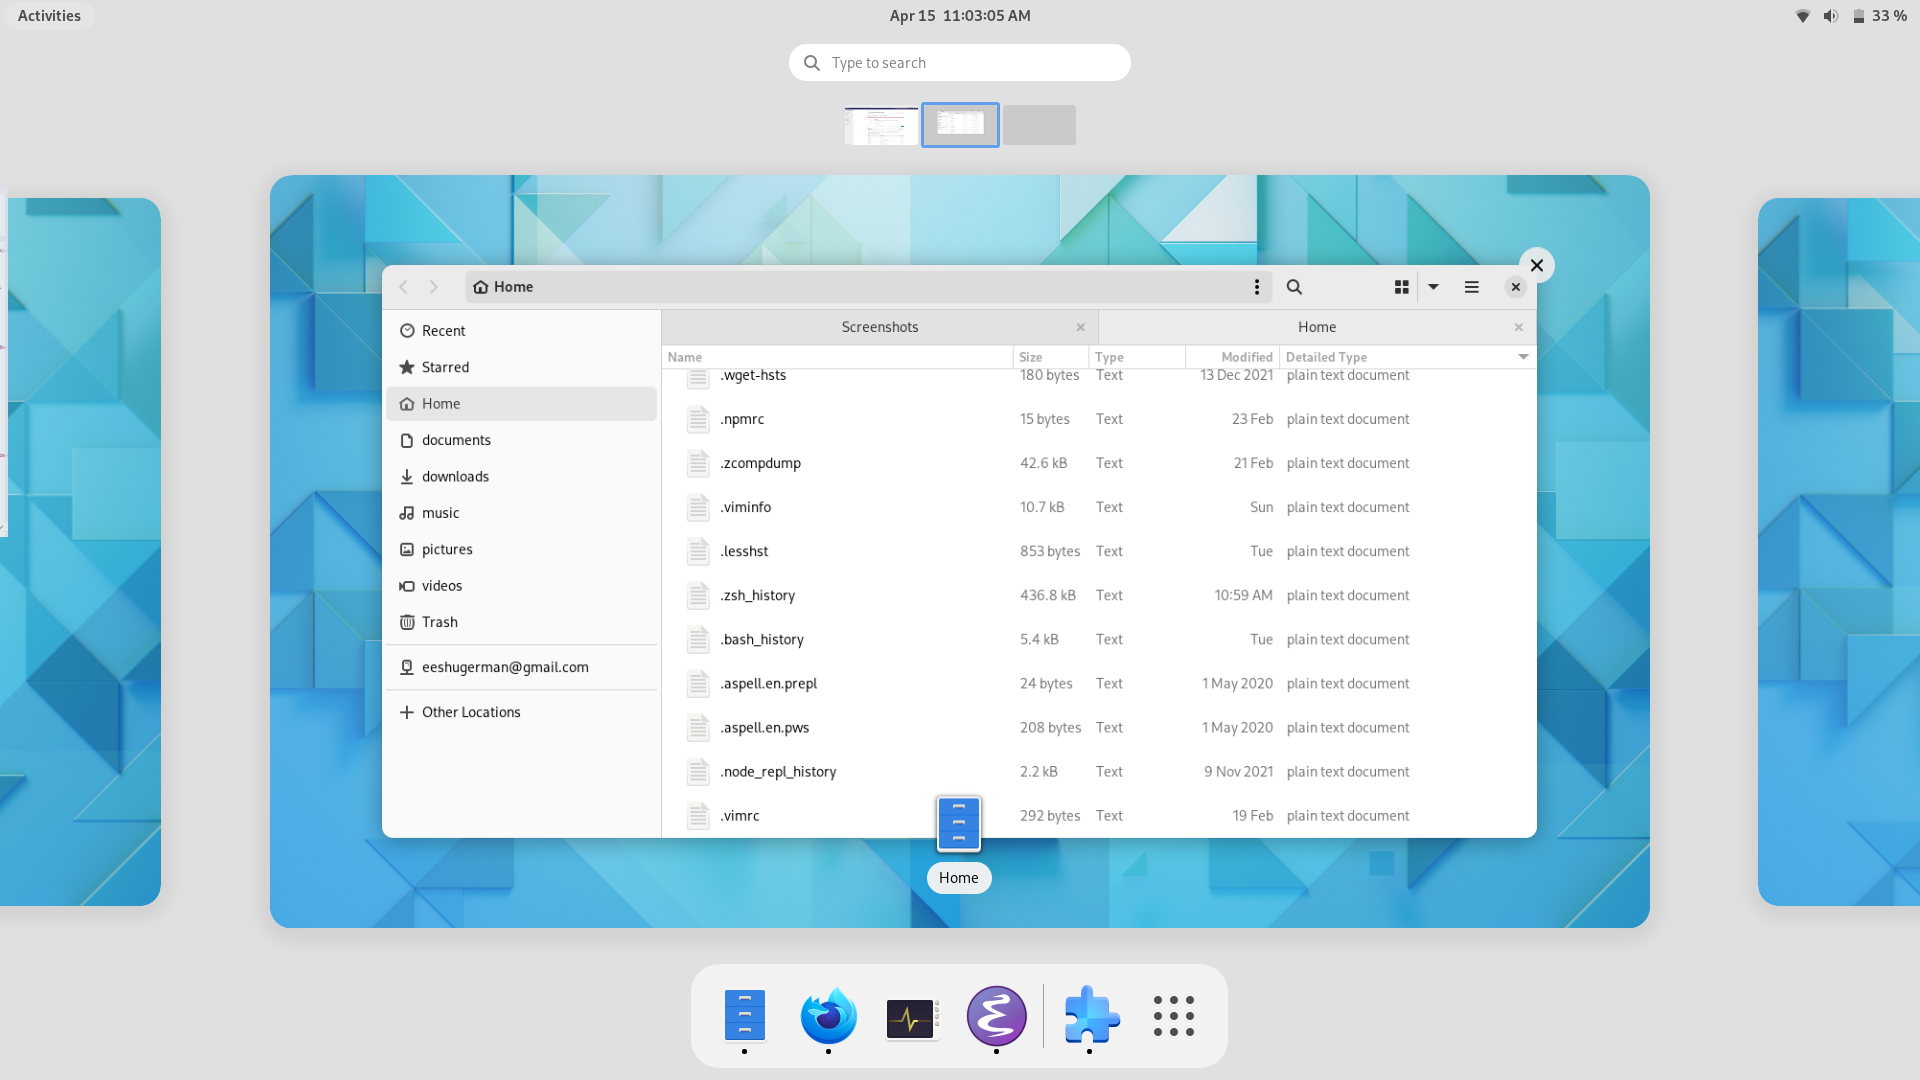 Activities
Apr 15 11:03:05 AM
33 %
Type to search
Home
Screenshots
Home
Name Size Type Modified Detailed Type
Recent
Starred
Home
documents
downloads
music
pictures
videos
Trash
eeshugerman@gmail.com
Other Locations
.wget-hsts 180 bytes Text 13 Dec 2021 plain text document
.npmrc 15 bytes Text 23 Feb plain text document
.zcompdump 42.6 kB Text 21 Feb plain text document
.viminfo 10.7 kB Text Sun plain text document
.lesshst 853 bytes Text Tue plain text document
.zsh_history 436.8 kB Text 10:59 AM plain text document
.bash_history 5.4 kB Text Tue plain text document
.aspell.en.prepl 24 bytes Text 1 May 2020 plain text document
.aspell.en.pws 208 bytes Text 1 May 2020 plain text document
.node_repl_history 2.2 kB Text 9 Nov 2021 plain text document
.vimrc 292 bytes Text 19 Feb plain text document
Home